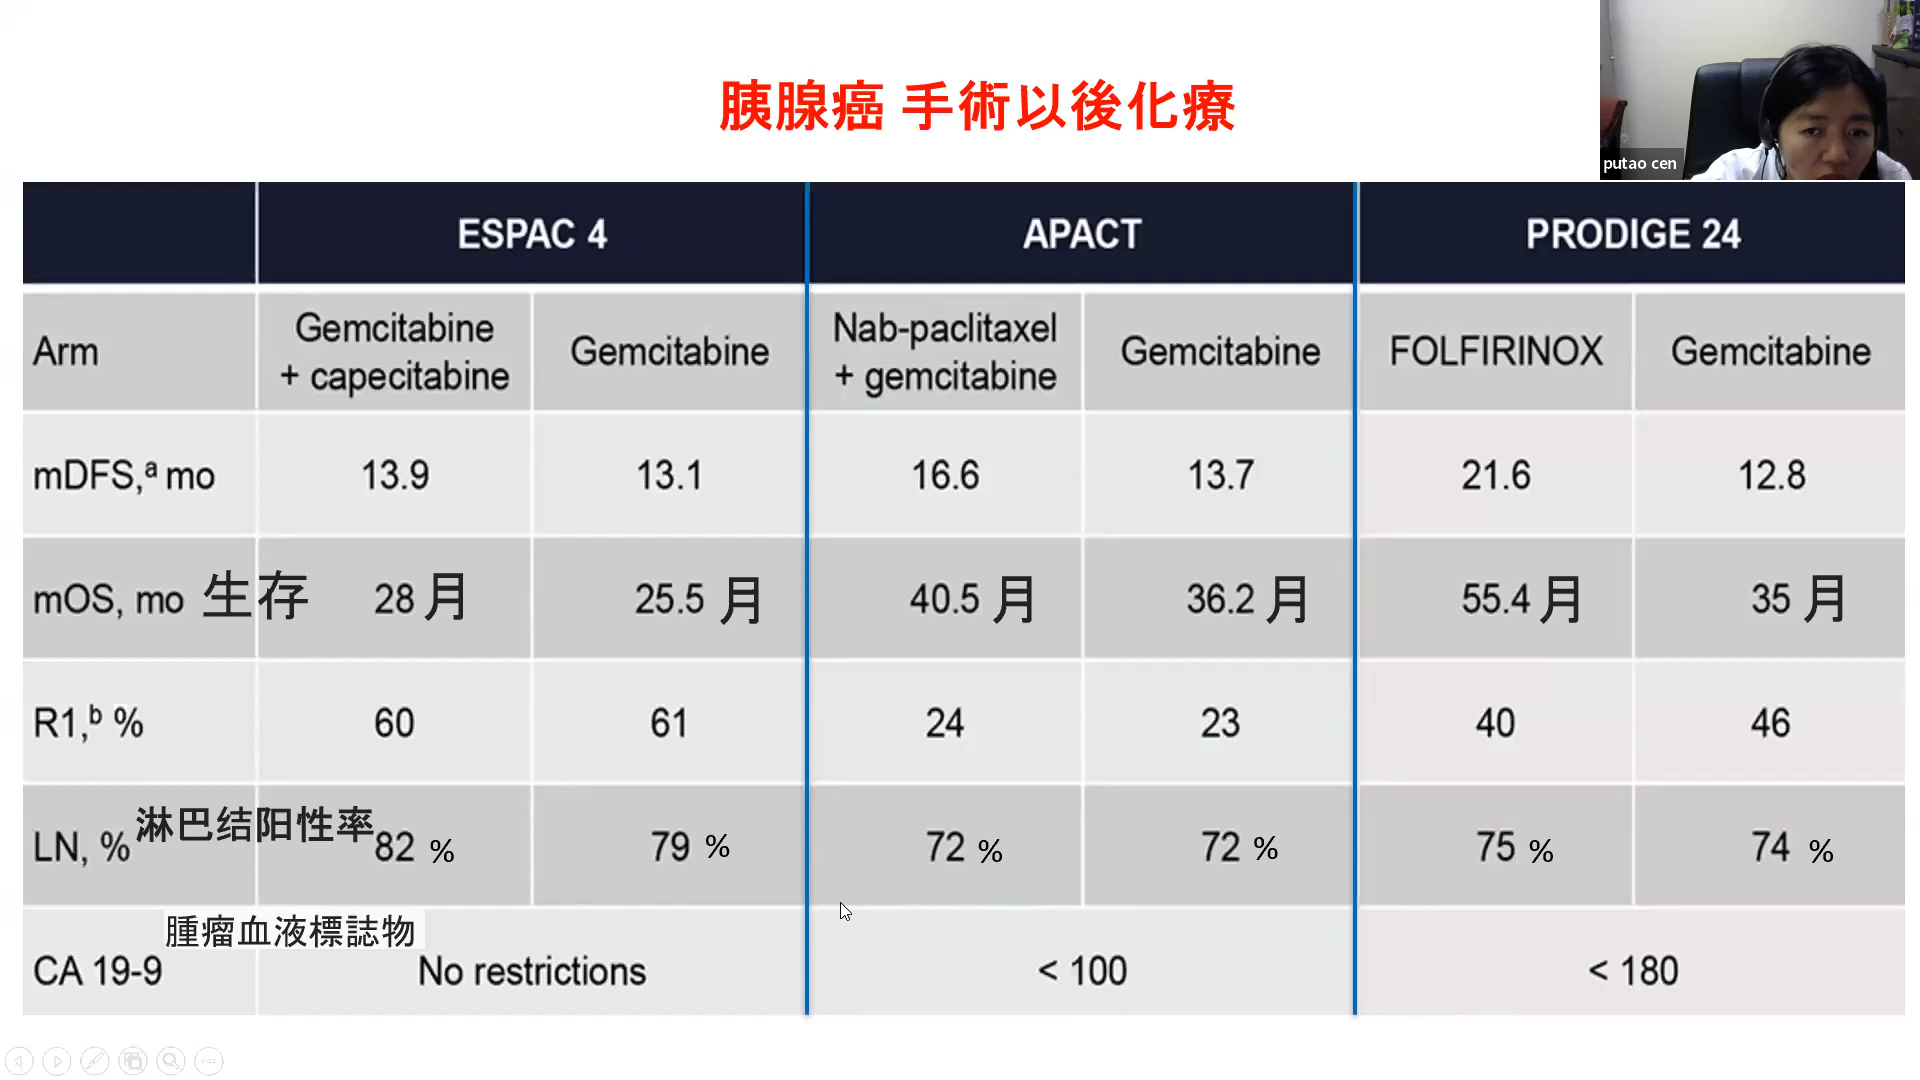 胰腺癌 手術以後化療
putao cen
ESPAC 4 APACT PRODIGE 24
Arm Gemcitabine + capecitabine Gemcitabine Nab-paclitaxel + gemcitabine Gemcitabine FOLFIRINOX Gemcitabine
mDFS,ᵃ mo 13.9 13.1 16.6 13.7 21.6 12.8
mOS, mo 生存 28 月 25.5 月 40.5 月 36.2 月 55.4 月 35 月
R1,ᵇ % 60 61 24 23 40 46
LN, % 淋巴结阳性率 82 % 79 % 72 % 72 % 75 % 74 %
腫瘤血液標誌物
CA 19-9 No restrictions < 100 < 180